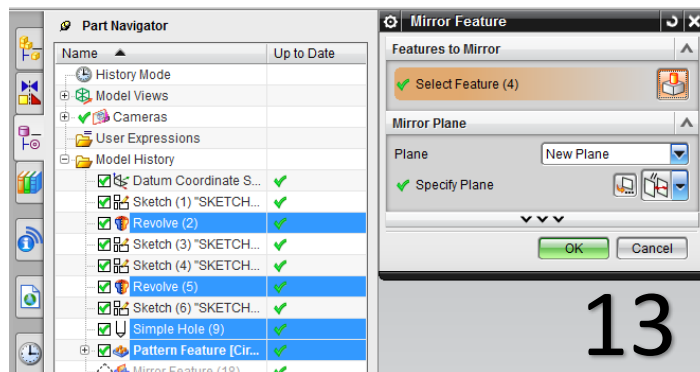 Part Navigator
Name Up to Date
History Mode
Model Views
Cameras
User Expressions
Model History
Datum Coordinate S...
Sketch (1) "SKETCH...
Revolve (2)
Sketch (3) "SKETCH...
Sketch (4) "SKETCH...
Revolve (5)
Sketch (6) "SKETCH...
Simple Hole (9)
Pattern Feature [Cir...
Mirror Feature (18)
Mirror Feature
Features to Mirror
Select Feature (4)
Mirror Plane
Plane New Plane
Specify Plane
OK Cancel
13